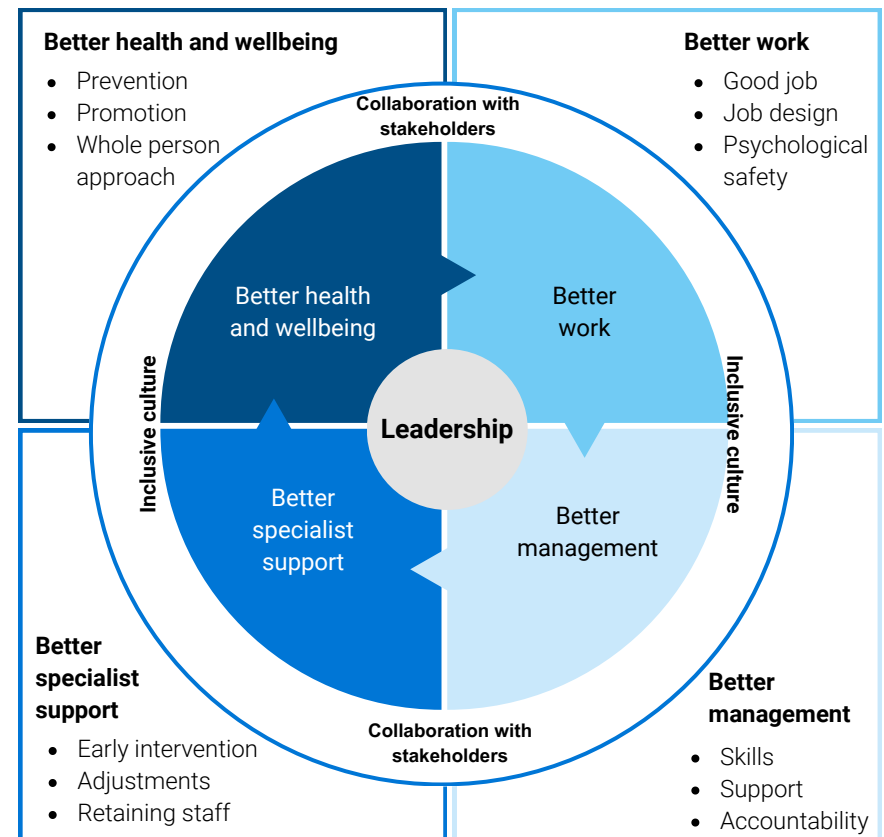 Better health and wellbeing
• Prevention
• Promotion
• Whole person
approach
Better work
• Good job
• Job design
• Psychological
safety
Collaboration with
stakeholders
Better health
and wellbeing
Better
work
Inclusive culture
Leadership
Inclusive culture
Better
specialist
support
Better
management
Better
specialist
support
• Early intervention
• Adjustments
• Retaining staff
Collaboration with
stakeholders
Better
management
• Skills
• Support
• Accountability